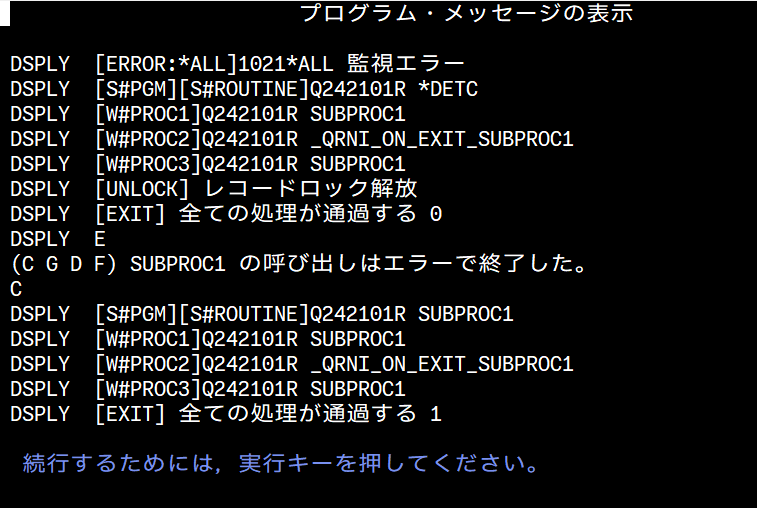 プログラム・メッセージの表示
DSPLY  [ERROR:*ALL]1021*ALL 監視エラー
DSPLY  [S#PGM][S#ROUTINE]Q242101R *DETC
DSPLY  [W#PROC1]Q242101R SUBPROC1
DSPLY  [W#PROC2]Q242101R _QRNI_ON_EXIT_SUBPROC1
DSPLY  [W#PROC3]Q242101R SUBPROC1
DSPLY  [UNLOCK] レコードロック解放
DSPLY  [EXIT] 全ての処理が通過する 0
DSPLY  E
(C G D F) SUBPROC1 の呼び出しはエラーで終了した。
C
DSPLY  [S#PGM][S#ROUTINE]Q242101R SUBPROC1
DSPLY  [W#PROC1]Q242101R SUBPROC1
DSPLY  [W#PROC2]Q242101R _QRNI_ON_EXIT_SUBPROC1
DSPLY  [W#PROC3]Q242101R SUBPROC1
DSPLY  [EXIT] 全ての処理が通過する 1
続行するためには, 実行キーを押してください。